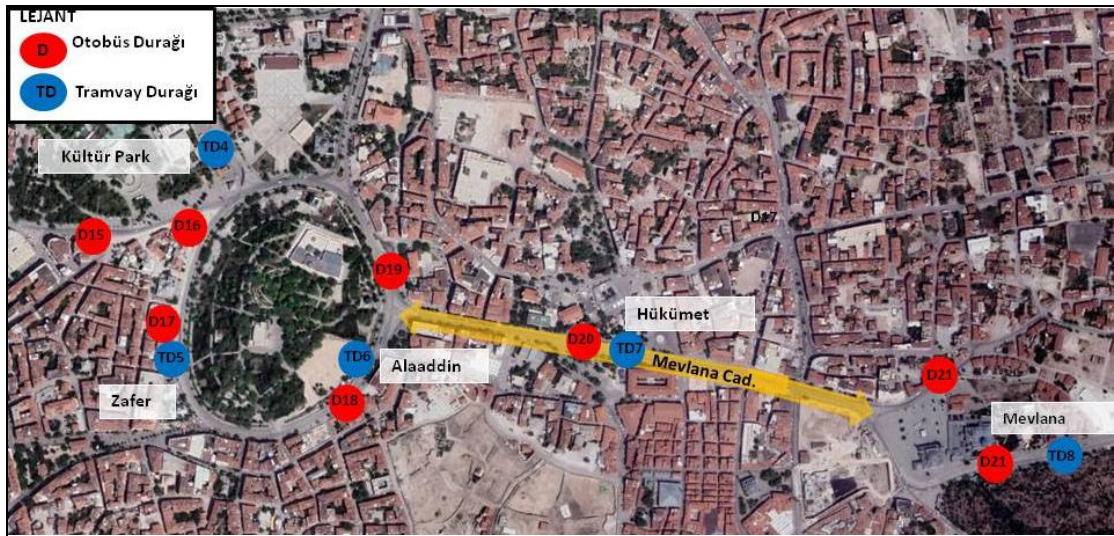 LEJANT
D Otobüs Durağı
TD Tramvay Durağı
TD4
Kültür Park
D15
D16
D17
D19
D17
TD5
Zafer
TD6
Alaaddin
D18
Hükümet
D20
TD7
Mevlana Cad.
D21
Mevlana
D21
TD8